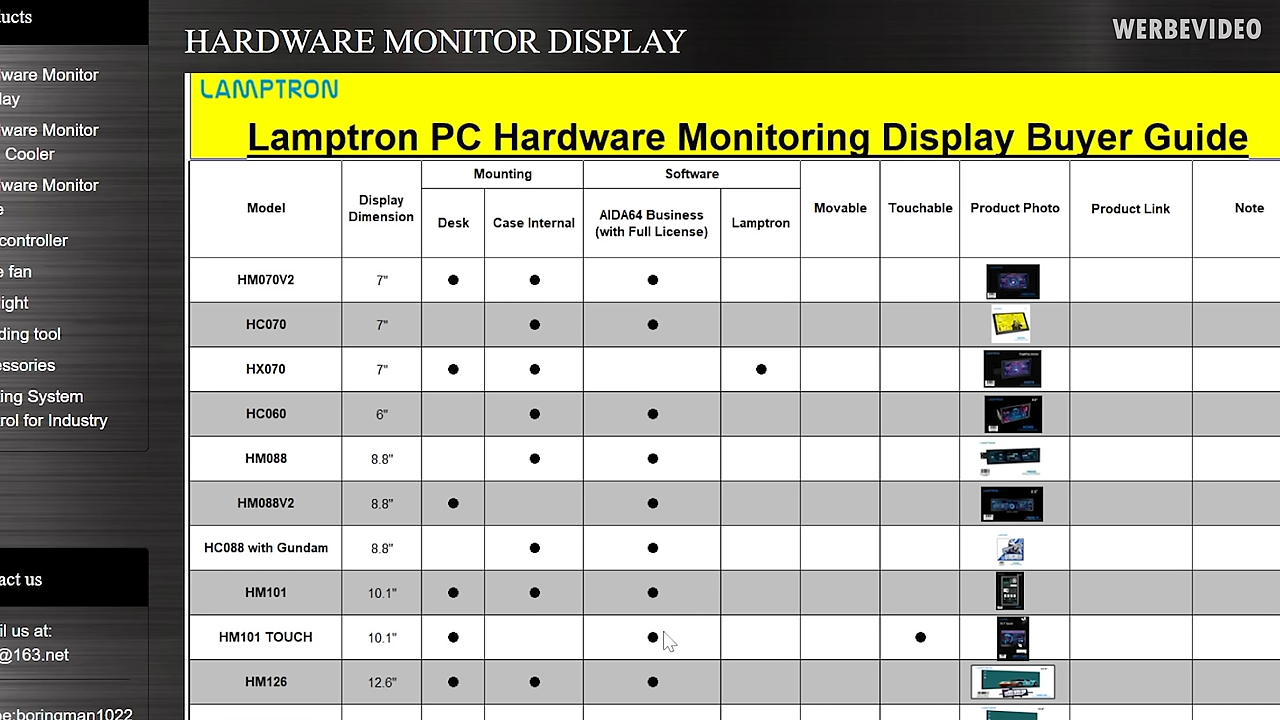 ucts
HARDWARE MONITOR DISPLAY
WERBEVIDEO
ware Monitor
lay
ware Monitor
Cooler
ware Monitor
e
controller
e fan
light
ding tool
essories
ing System
rol for Industry
act us
il us at:
@163.net
ne.boringman1022
LAMPTRON
Lamptron PC Hardware Monitoring Display Buyer Guide
Model Display Dimension Mounting Software Movable Touchable Product Photo Product Link Note
Desk Case Internal AIDA64 Business (with Full License) Lamptron
HM070V2 7" ● ● ●
HC070 7" ● ●
HX070 7" ● ● ●
HC060 6" ● ●
HM088 8.8" ● ●
HM088V2 8.8" ● ●
HC088 with Gundam 8.8" ● ●
HM101 10.1" ● ● ●
HM101 TOUCH 10.1" ● ● ●
HM126 12.6" ● ● ●